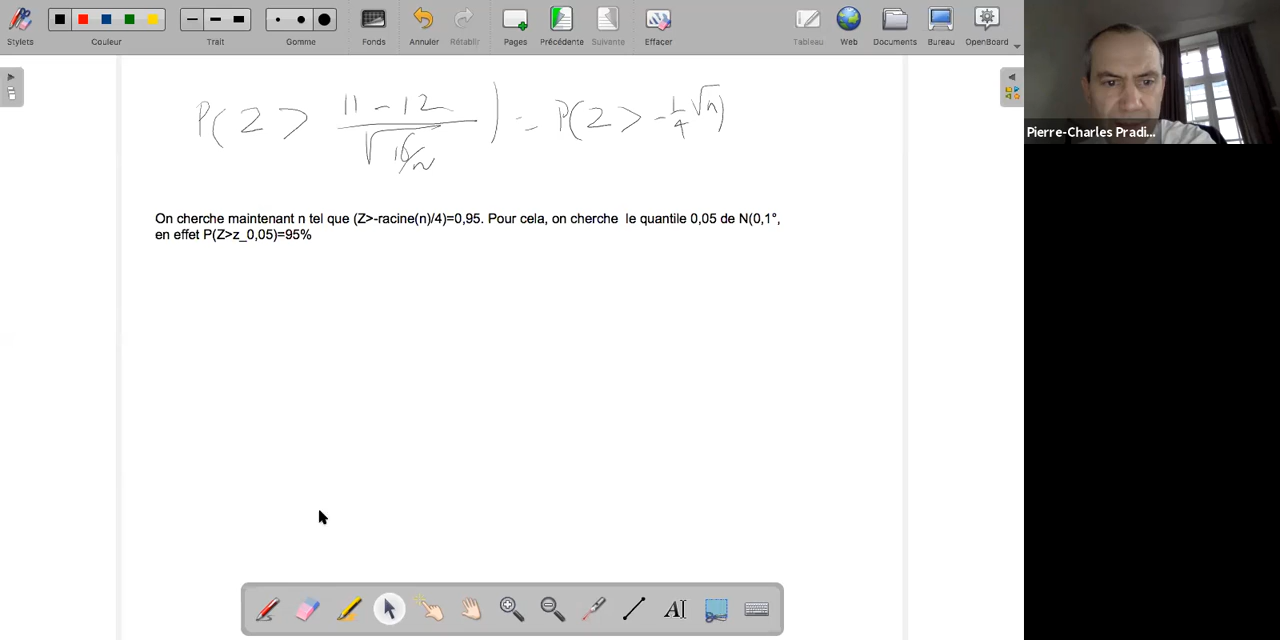 Stylets
Couleur
Trait
Gomme
Fonds
Annuler
Rétablir
Pages
Précédente
Suivante
Effacer
Tableau
Web
Documents
Bureau
OpenBoard
P(Z > (11 - 12)/√(16/n)) = P(Z > -1/4 √n)
Pierre-Charles Pradi...
On cherche maintenant n tel que (Z>-racine(n)/4)=0,95. Pour cela, on cherche le quantile 0,05 de N(0,1°,
en effet P(Z>z_0,05)=95%